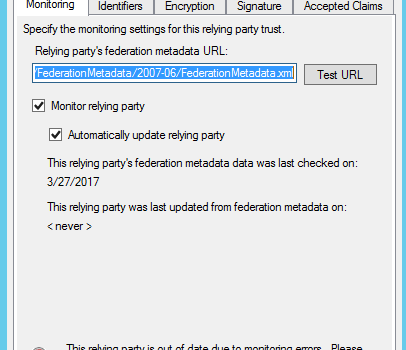 Monitoring Identifiers Encryption Signature Accepted Claims
Specify the monitoring settings for this relying party trust.
Relying party's federation metadata URL:
/FederationMetadata/2007-06/FederationMetadata.xml Test URL
Monitor relying party
Automatically update relying party
This relying party's federation metadata data was last checked on:
3/27/2017
This relying party was last updated from federation metadata on:
< never >
This relying party is out of date due to monitoring errors. Please